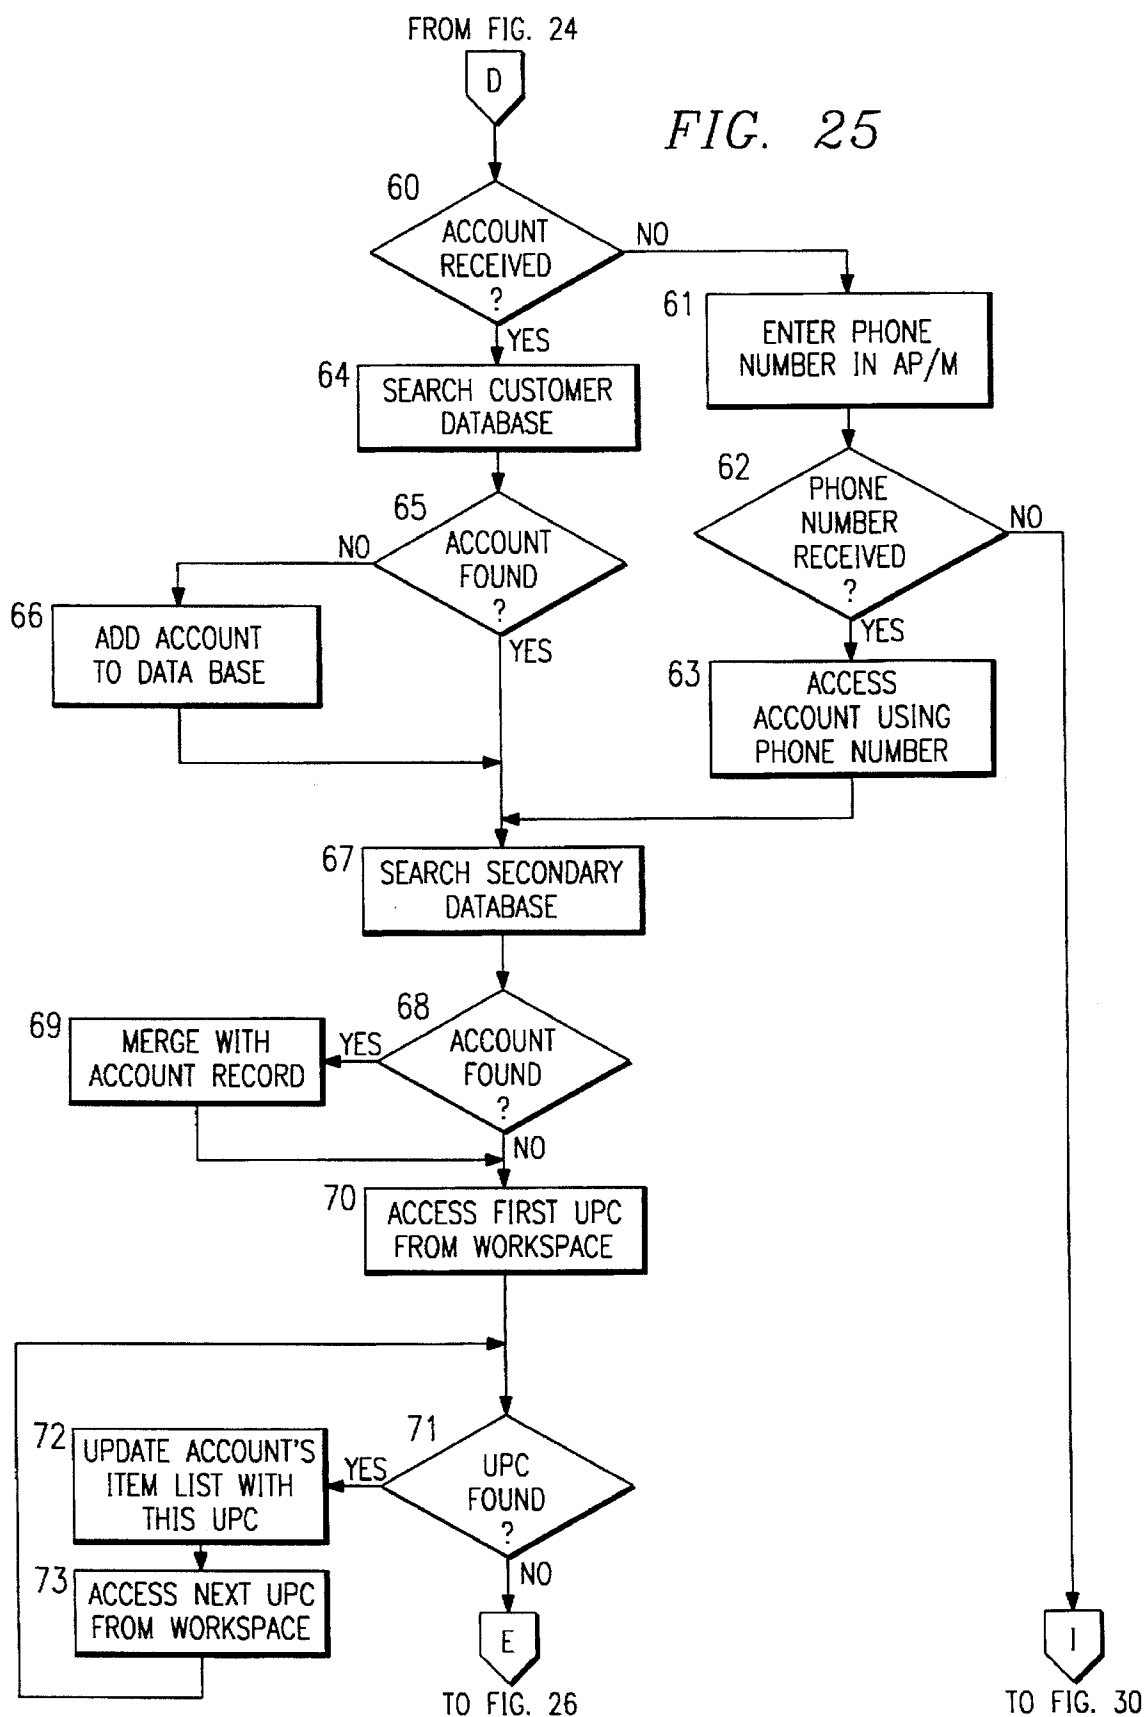 FROM FIG. 24
D
FIG. 25
60
ACCOUNT
RECEIVED
?
NO
YES
61
ENTER PHONE
NUMBER IN AP/M
64
SEARCH CUSTOMER
DATABASE
62
PHONE
NUMBER
RECEIVED
?
NO
YES
65
ACCOUNT
FOUND
?
NO
YES
66
ADD ACCOUNT
TO DATA BASE
63
ACCESS
ACCOUNT USING
PHONE NUMBER
67
SEARCH SECONDARY
DATABASE
68
ACCOUNT
FOUND
?
YES
NO
69
MERGE WITH
ACCOUNT RECORD
70
ACCESS FIRST UPC
FROM WORKSPACE
71
UPC
FOUND
?
YES
NO
72
UPDATE ACCOUNT'S
ITEM LIST WITH
THIS UPC
73
ACCESS NEXT UPC
FROM WORKSPACE
E
TO FIG. 26
I
TO FIG. 30